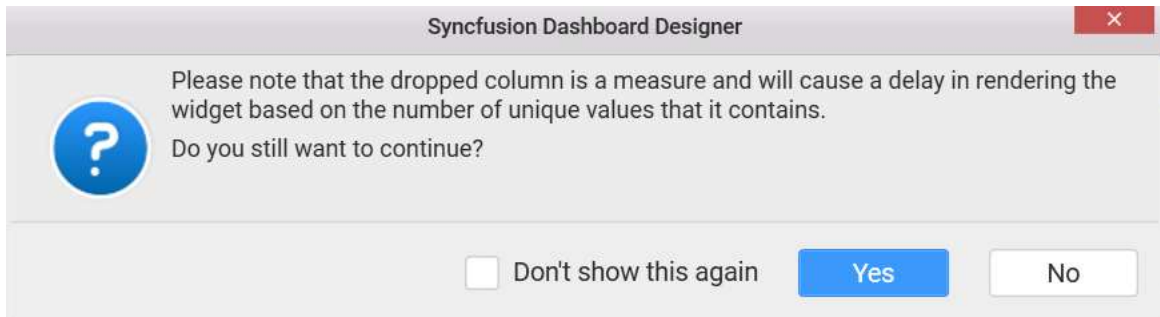 Syncfusion Dashboard Designer
Please note that the dropped column is a measure and will cause a delay in rendering the
widget based on the number of unique values that it contains.
Do you still want to continue?
Don't show this again
Yes
No